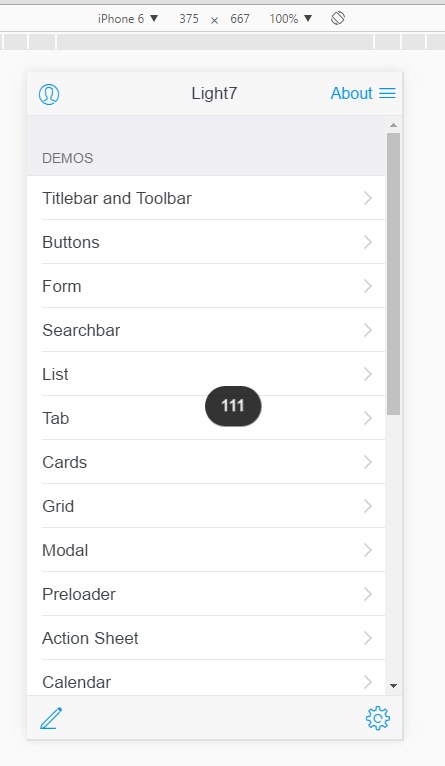 iPhone 6 ▼ 375 × 667 100% ▼
Light7 About
DEMOS
Titlebar and Toolbar
Buttons
Form
Searchbar
List
111
Tab
Cards
Grid
Modal
Preloader
Action Sheet
Calendar